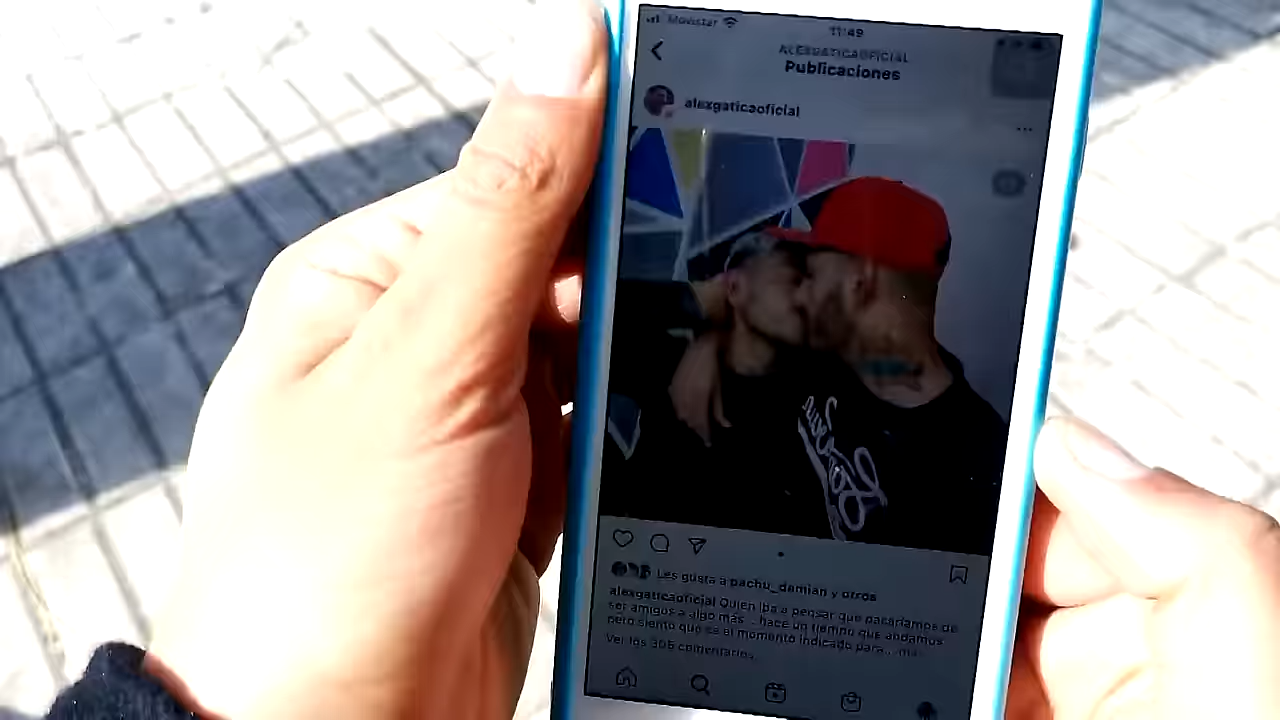 Movistar
11:49
ALEXGATICAOFICIAL
Publicaciones
alexgaticaoficial
Les gusta a pachu_damian y otros
alexgaticaoficial Quien iba a pensar que pasaríamos de
ser amigos a algo más .. hace un tiempo que andamos
pero siento que es el momento indicado para... más
Ver los 306 comentarios